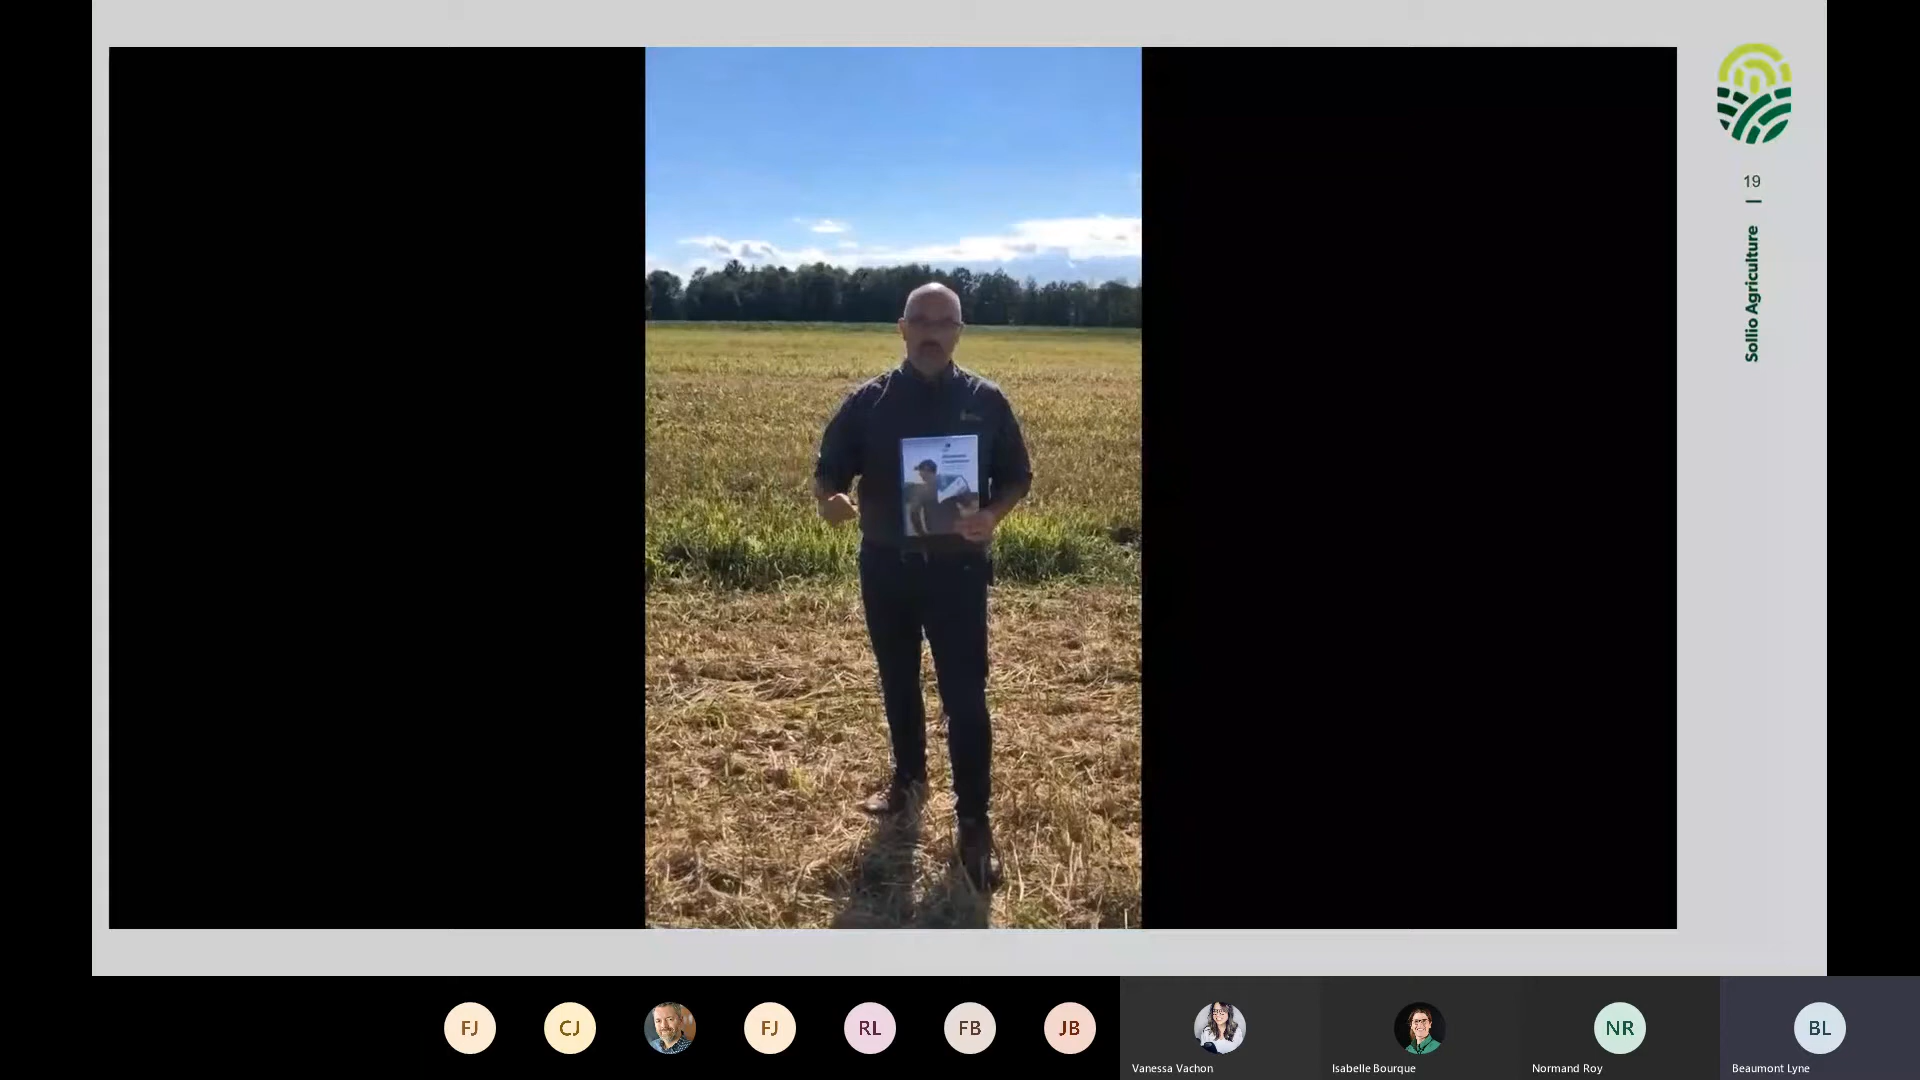 19
Sollio Agriculture
FJ
CJ
FJ
RL
FB
JB
NR
BL
Vanessa Vachon
Isabelle Bourque
Normand Roy
Beaumont Lyne